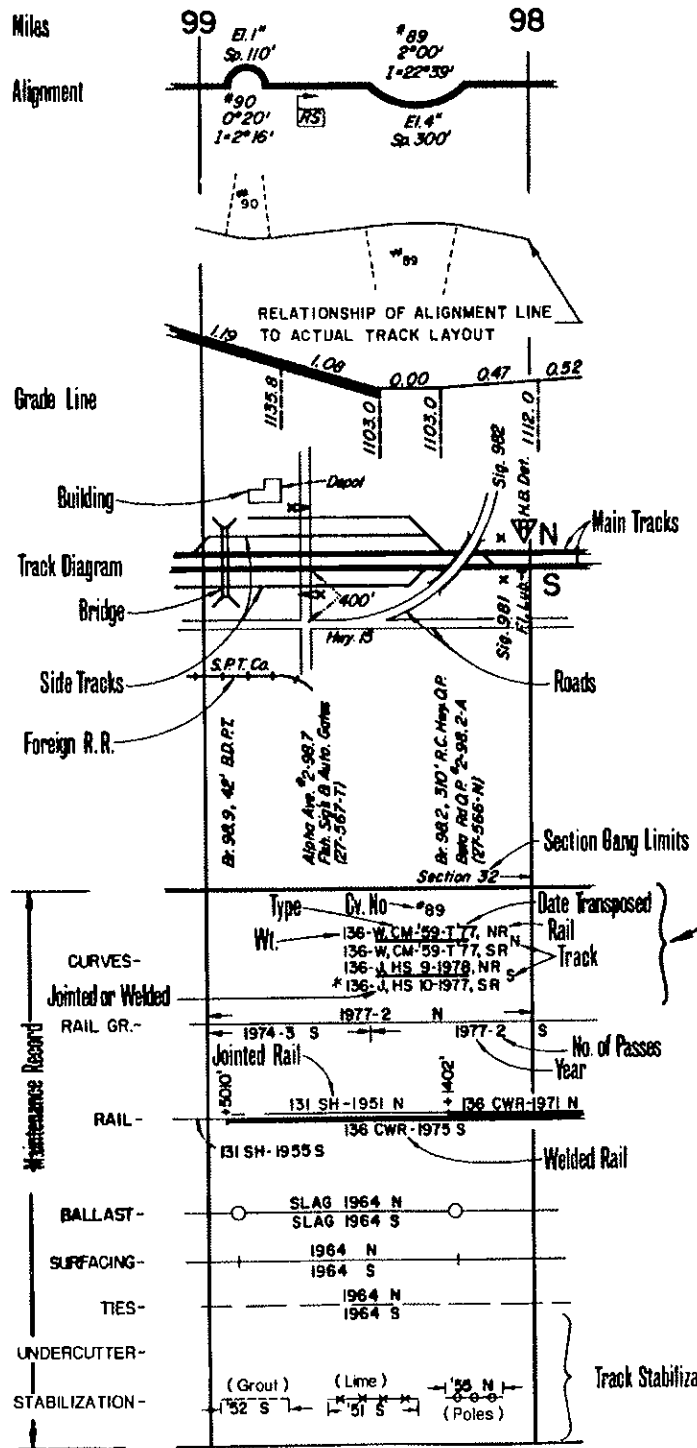 Miles 99 98
El. 1" #89
Sp. 110' 2°00'
I=22°39'
Alignment
#90 RS El. 4"
0°20' Sp. 300'
I=2°16'
#90
#89
RELATIONSHIP OF ALIGNMENT LINE
TO ACTUAL TRACK LAYOUT
1.19
1.08 0.00 0.47 0.52
Grade Line
1135.8 1103.0 1103.0 1112.0
Sig. 982
H.B. Det.
Building Depot
Main Tracks
N
Track Diagram
S
Bridge 400'
Sig. 981
Fl. Lub.
Hwy. 15
S.P.T. Co.
Side Tracks Roads
Foreign R.R.
Br. 98.9, 42' B.D.P.T.
Alpha Ave. #2-98.7
Flsh. Sig's & Auto. Gates
(27-567-T)
Br. 98.2, 310' R.C. Hwy. O.P.
Beta Rd O.P. #2-98.2-A
(27-566-N)
Section Gang Limits
Section 32
Maintenance Record
Type Cv. No #89 Date Transposed
Wt. 136-W, CM-'59-T'77, NR Rail
N
136-W, CM-'59-T'77, SR Track
CURVES-
136-J, HS 9-1978, NR S
Jointed or Welded *136-J, HS 10-1977, SR
1977-2 N
RAIL GR.-
1974-3 S 1977-2 S
No. of Passes
Jointed Rail Year
+5010' +1402'
131 SH-1951 N 136 CWR-1971 N
RAIL -
136 CWR-1975 S
131 SH-1955 S Welded Rail
SLAG 1964 N
BALLAST-
SLAG 1964 S
1964 N
SURFACING-
1964 S
1964 N
TIES-
1964 S
UNDERCUTTER-
Track Stabiliza
(Grout) (Lime) '55 N
STABILIZATION-
'52 S '51 S (Poles)